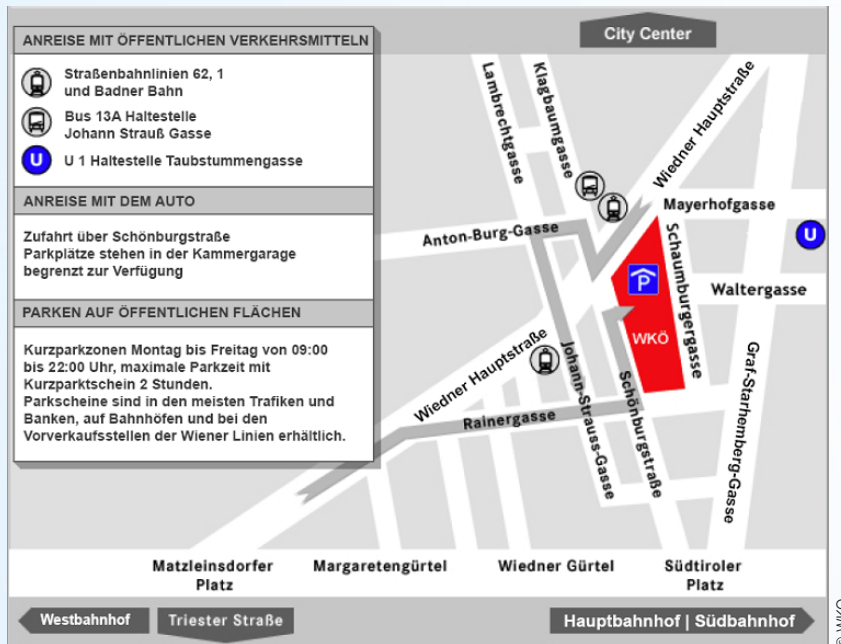 ANREISE MIT ÖFFENTLICHEN VERKEHRSMITTELN
Straßenbahnlinien 62, 1
und Badner Bahn
Bus 13A Haltestelle
Johann Strauß Gasse
U
U 1 Haltestelle Taubstummengasse
ANREISE MIT DEM AUTO
Zufahrt über Schönburgstraße
Parkplätze stehen in der Kammergarage
begrenzt zur Verfügung
PARKEN AUF ÖFFENTLICHEN FLÄCHEN
Kurzparkzonen Montag bis Freitag von 09:00
bis 22:00 Uhr, maximale Parkzeit mit
Kurzparktschein 2 Stunden.
Parkscheine sind in den meisten Trafiken und
Banken, auf Bahnhöfen und bei den
Vorverkaufsstellen der Wiener Linien erhältlich.
City Center
Lambrechtgasse
Klagbaumgasse
Wiedner Hauptstraße
Mayerhofgasse
Anton-Burg-Gasse
Schaumburgergasse
U
P
Waltergasse
WKÖ
Wiedner Hauptstraße
Johann-Strauss-Gasse
Schönburgstraße
Graf-Starhemberg-Gasse
Rainergasse
Matzleinsdorfer
Platz
Margaretengürtel
Wiedner Gürtel
Südtiroler
Platz
Westbahnhof
Triester Straße
Hauptbahnhof | Südbahnhof
© WKO